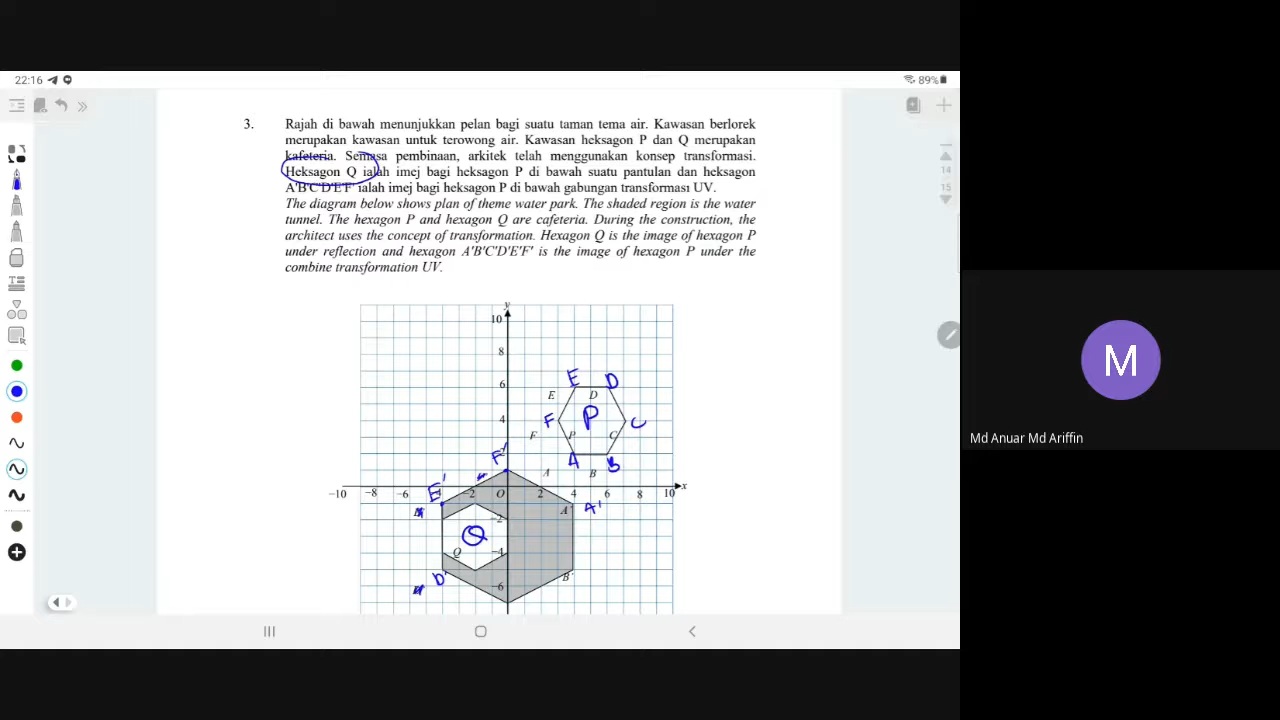 22:16 89%
3. Rajah di bawah menunjukkan pelan bagi suatu taman tema air. Kawasan berlorek
merupakan kawasan untuk terowong air. Kawasan heksagon P dan Q merupakan
kafeteria. Semasa pembinaan, arkitek telah menggunakan konsep transformasi.
Heksagon Q ialah imej bagi heksagon P di bawah suatu pantulan dan heksagon
A'B'C'D'E'F' ialah imej bagi heksagon P di bawah gabungan transformasi UV.
The diagram below shows plan of theme water park. The shaded region is the water
tunnel. The hexagon P and hexagon Q are cafeteria. During the construction, the
architect uses the concept of transformation. Hexagon Q is the image of hexagon P
under reflection and hexagon A'B'C'D'E'F' is the image of hexagon P under the
combine transformation UV.
14
15
y
10
8
6 E D
E D
4 F P C
F P C
F' A B
A B
E'
-10 -8 -6 -4 -2 O 2 4 6 8 10 x
A' A'
-2
Q
Q -4
D' B'
-6
M
Md Anuar Md Ariffin